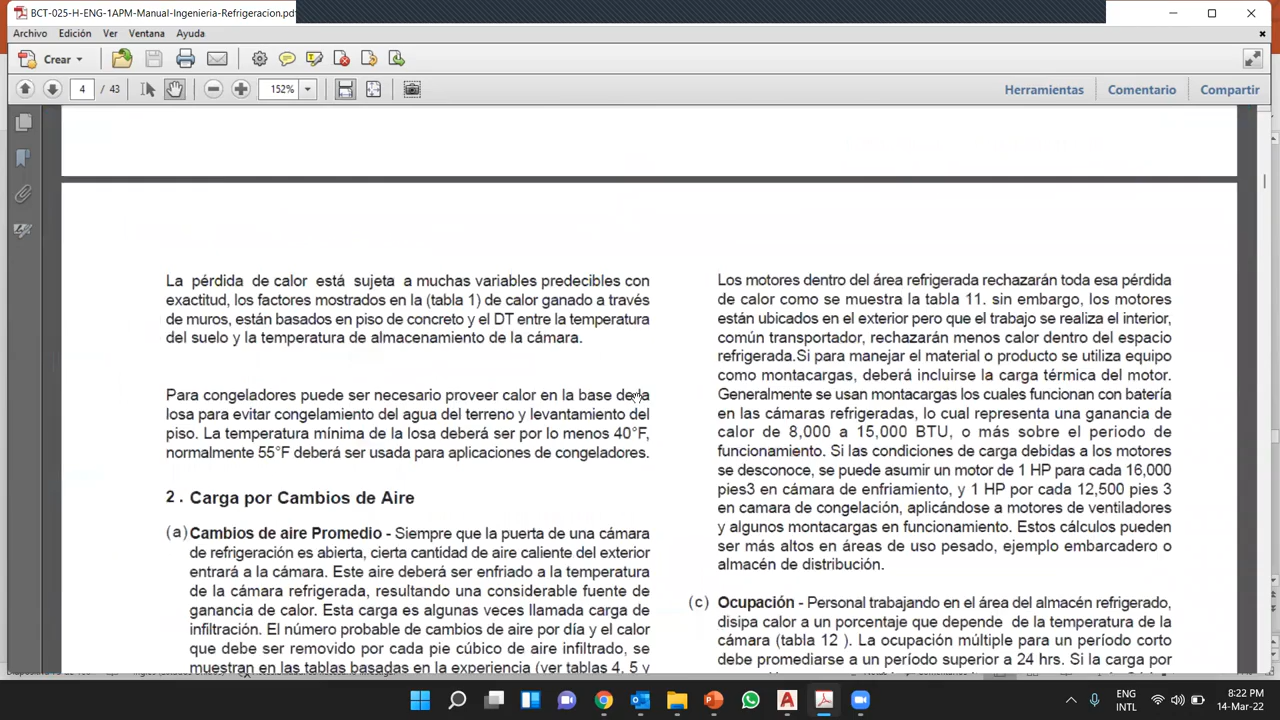 BCT-025-H-ENG-1APM-Manual-Ingenieria-Refrigeracion.pdf
Archivo Edición Ver Ventana Ayuda
Crear
4 / 43 152% Herramientas Comentario Compartir
La pérdida de calor está sujeta a muchas variables predecibles con
exactitud, los factores mostrados en la (tabla 1) de calor ganado a través
de muros, están basados en piso de concreto y el DT entre la temperatura
del suelo y la temperatura de almacenamiento de la cámara.
Para congeladores puede ser necesario proveer calor en la base de la
losa para evitar congelamiento del agua del terreno y levantamiento del
piso. La temperatura mínima de la losa deberá ser por lo menos 40°F,
normalmente 55°F deberá ser usada para aplicaciones de congeladores.
2 . Carga por Cambios de Aire
(a) Cambios de aire Promedio - Siempre que la puerta de una cámara
de refrigeración es abierta, cierta cantidad de aire caliente del exterior
entrará a la cámara. Este aire deberá ser enfriado a la temperatura
de la cámara refrigerada, resultando una considerable fuente de
ganancia de calor. Esta carga es algunas veces llamada carga de
infiltración. El número probable de cambios de aire por día y el calor
que debe ser removido por cada pie cúbico de aire infiltrado, se
muestran en las tablas basadas en la experiencia (ver tablas 4, 5 y
Los motores dentro del área refrigerada rechazarán toda esa pérdida
de calor como se muestra la tabla 11. sin embargo, los motores
están ubicados en el exterior pero que el trabajo se realiza el interior,
común transportador, rechazarán menos calor dentro del espacio
refrigerada.Si para manejar el material o producto se utiliza equipo
como montacargas, deberá incluirse la carga térmica del motor.
Generalmente se usan montacargas los cuales funcionan con batería
en las cámaras refrigeradas, lo cual representa una ganancia de
calor de 8,000 a 15,000 BTU, o más sobre el periodo de
funcionamiento. Si las condiciones de carga debidas a los motores
se desconoce, se puede asumir un motor de 1 HP para cada 16,000
pies3 en cámara de enfriamiento, y 1 HP por cada 12,500 pies 3
en camara de congelación, aplicándose a motores de ventiladores
y algunos montacargas en funcionamiento. Estos cálculos pueden
ser más altos en áreas de uso pesado, ejemplo embarcadero o
almacén de distribución.
(c) Ocupación - Personal trabajando en el área del almacén refrigerado,
disipa calor a un porcentaje que depende de la temperatura de la
cámara (tabla 12 ). La ocupación múltiple para un período corto
debe promediarse a un período superior a 24 hrs. Si la carga por
ENG
INTL
8:22 PM
14-Mar-22